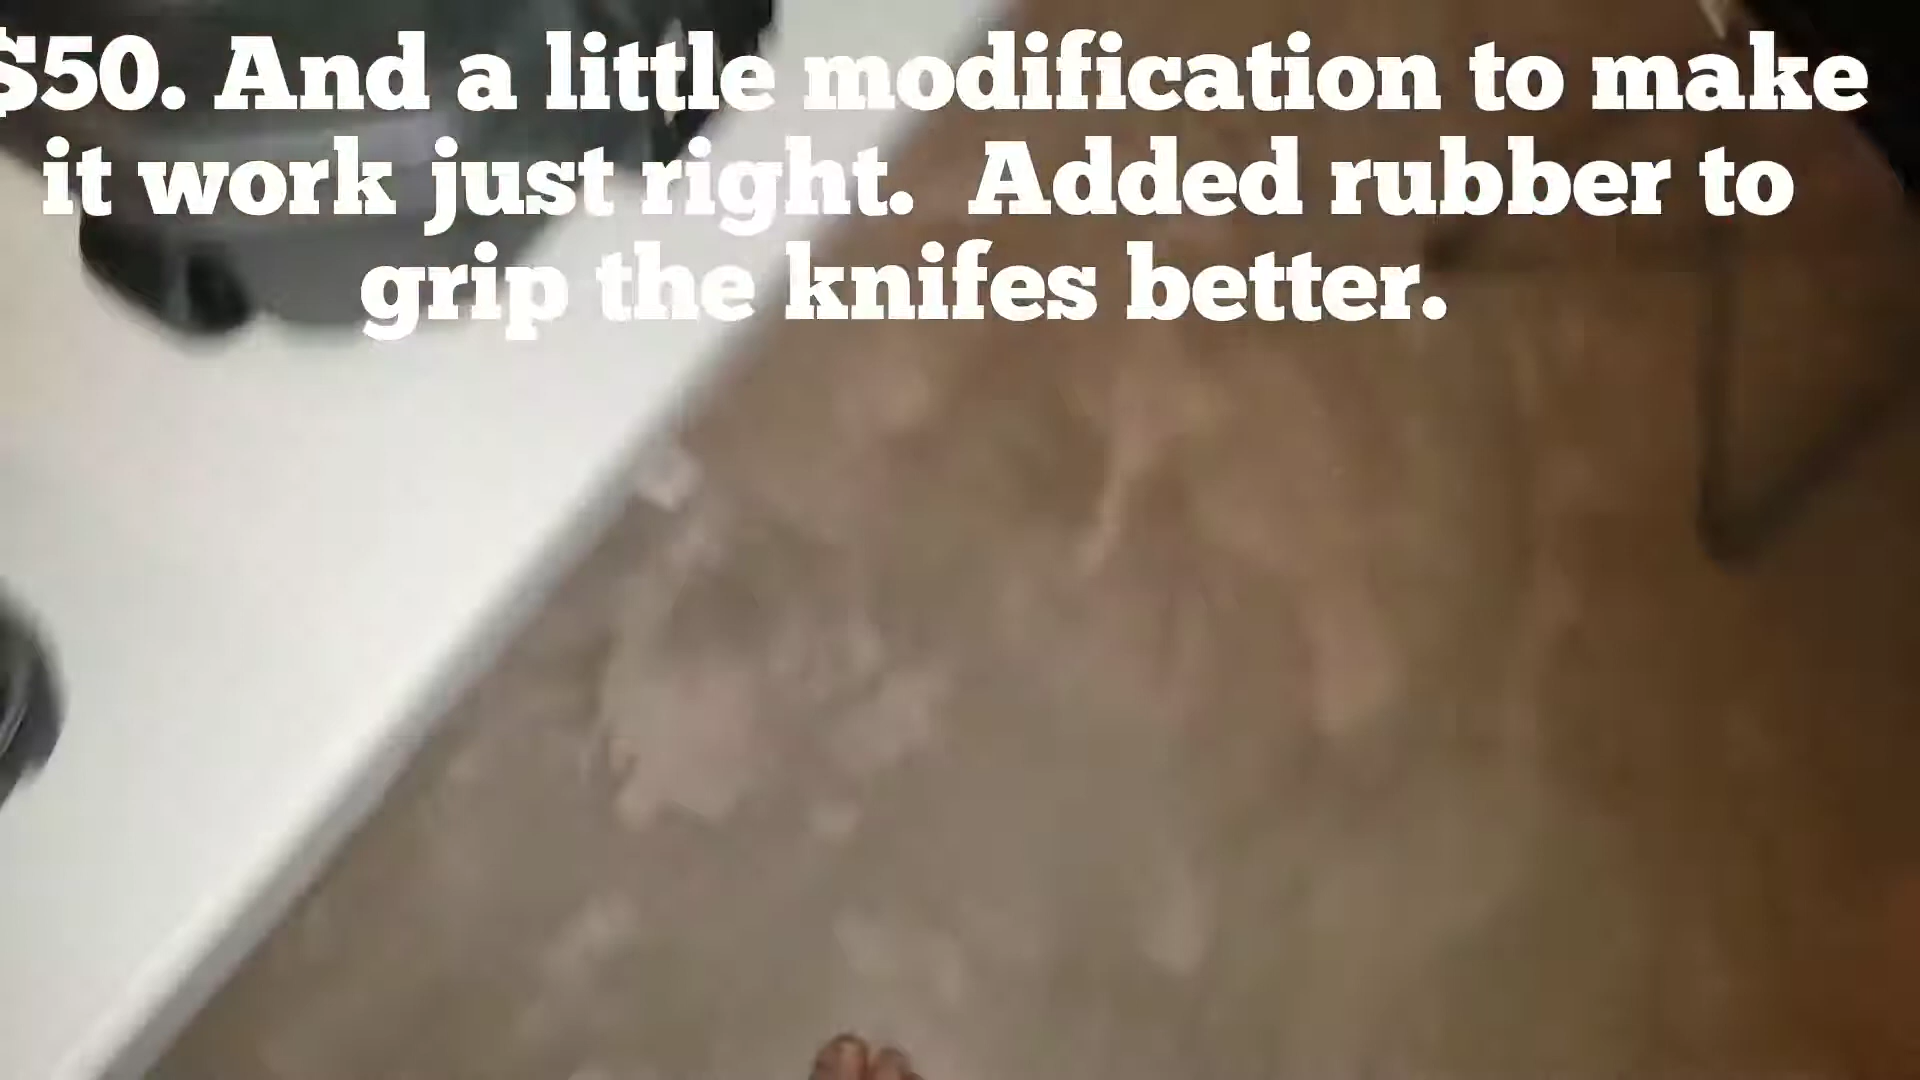 $50. And a little modification to make
it work just right. Added rubber to
grip the knifes better.